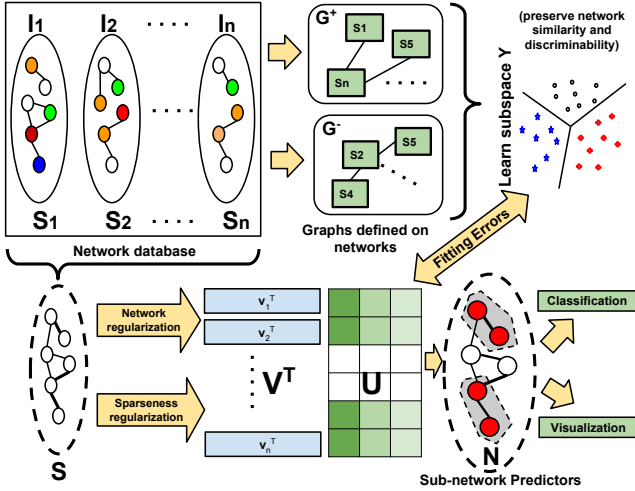 I1 I2 . . . . In
S1 S2 . . . . Sn
Network database
G+
S1
S5
Sn
. . . . .
G-
S2
S5
S4
Graphs defined on
networks
Learn subspace Y
(preserve network
similarity and
discriminability)
Fitting Errors
S
Network
regularization
Sparseness
regularization
v1T
v2T
vnT
VT
U
N
Sub-network Predictors
Classification
Visualization